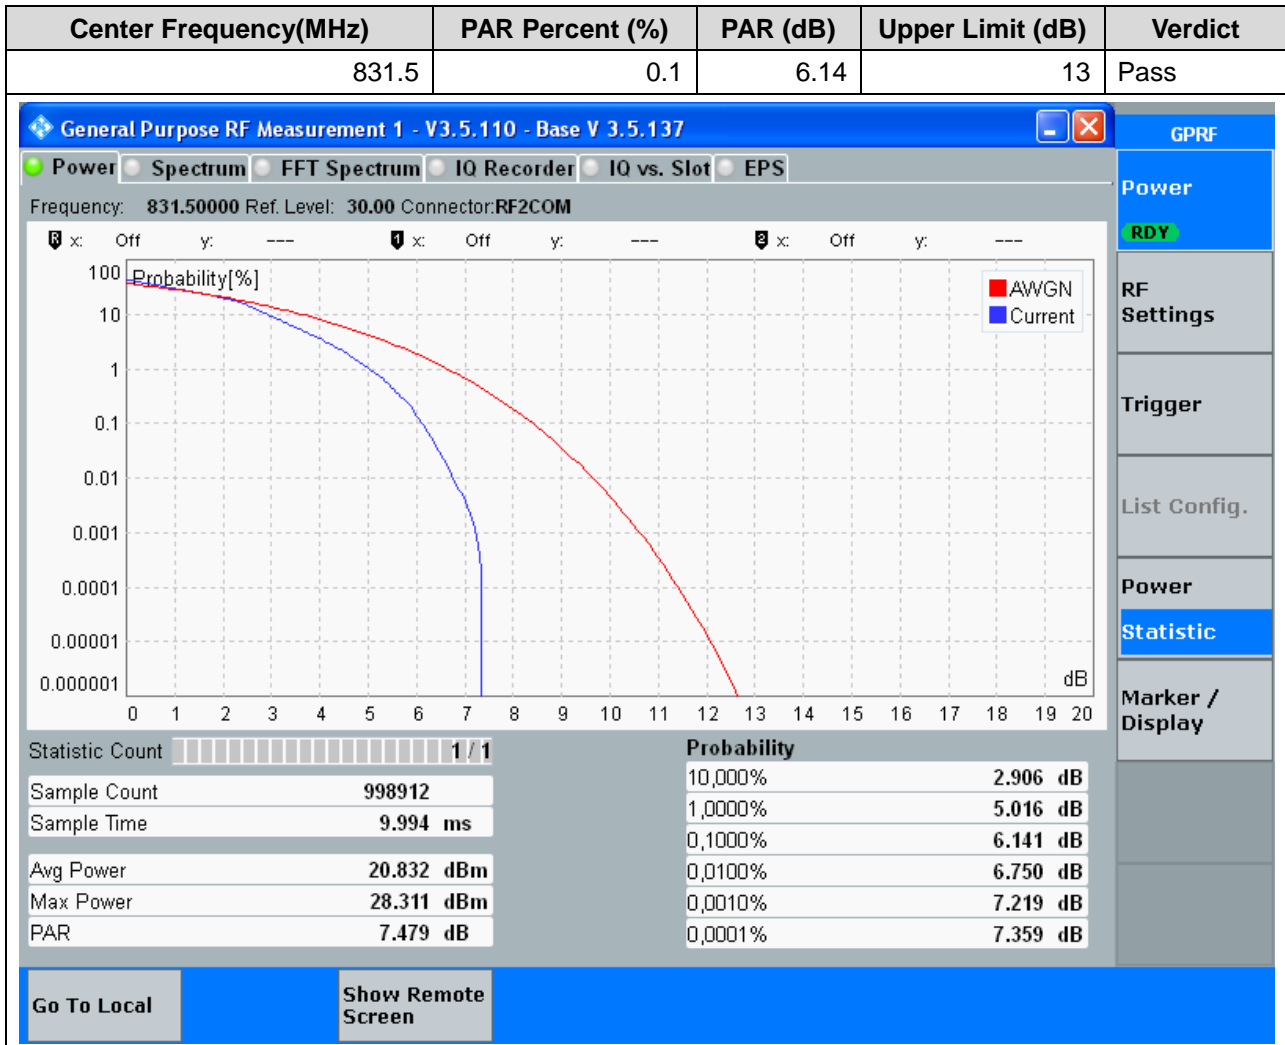 Center Frequency(MHz) PAR Percent (%) PAR (dB) Upper Limit (dB) Verdict
831.5 0.1 6.14 13 Pass
General Purpose RF Measurement 1 - V3.5.110 - Base V 3.5.137
GPRF
Power Spectrum FFT Spectrum IQ Recorder IQ vs. Slot EPS
Frequency: 831.50000 Ref. Level: 30.00 Connector:RF2COM
R x: Off y: --- 1 x: Off y: --- 2 x: Off y: ---
Probability[%]
100
10
1
0.1
0.01
0.001
0.0001
0.00001
0.000001
AWGN
Current
dB
0 1 2 3 4 5 6 7 8 9 10 11 12 13 14 15 16 17 18 19 20
Statistic Count 1 / 1
Sample Count 998912
Sample Time 9.994 ms
Avg Power 20.832 dBm
Max Power 28.311 dBm
PAR 7.479 dB
Probability
10,000% 2.906 dB
1,0000% 5.016 dB
0,1000% 6.141 dB
0,0100% 6.750 dB
0,0010% 7.219 dB
0,0001% 7.359 dB
Power
RDY
RF
Settings
Trigger
List Config.
Power
Statistic
Marker /
Display
Go To Local
Show Remote
Screen